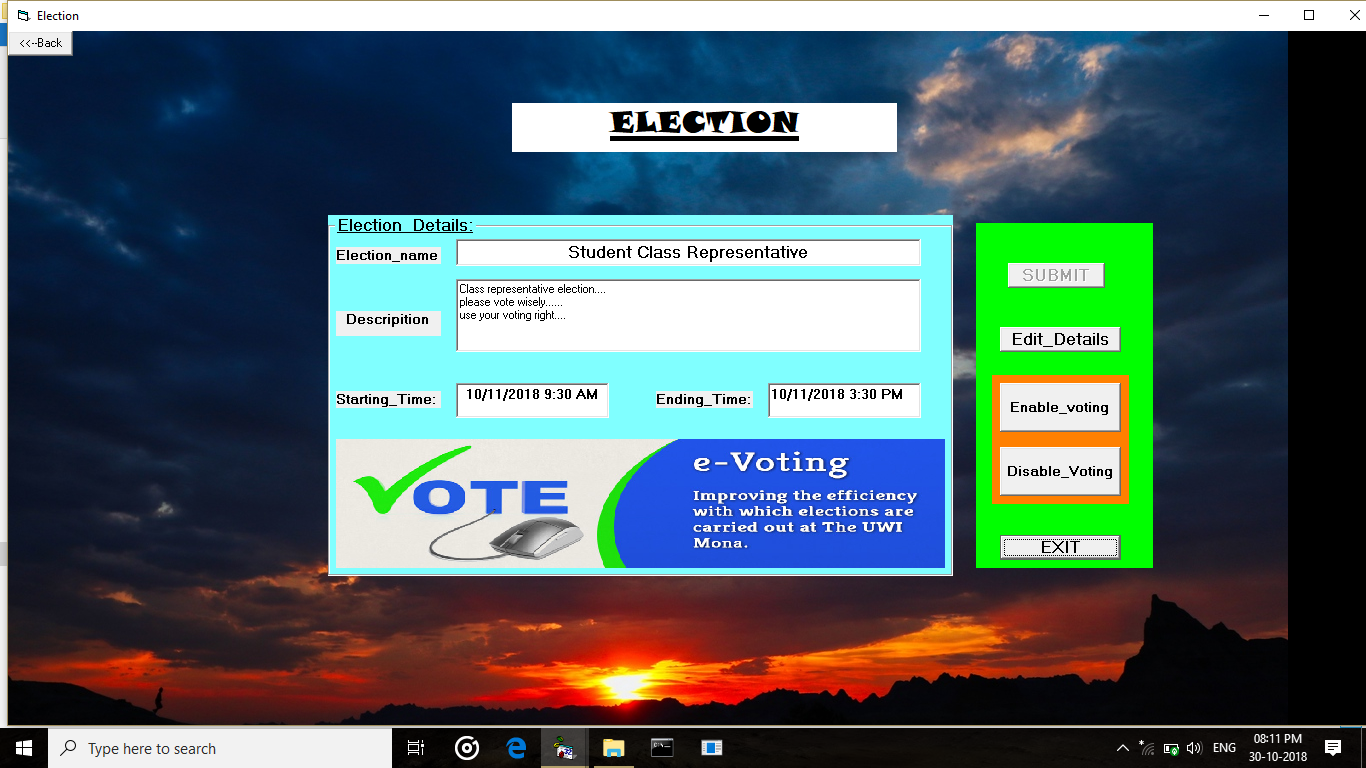 Election
<<--Back
ELECTION
Election_Details:
Election_name
Student Class Representative
Descripition
Class representative election....
please vote wisely......
use your voting right....
Starting_Time:
10/11/2018 9:30 AM
Ending_Time:
10/11/2018 3:30 PM
VOTE
e-Voting
Improving the efficiency
with which elections are
carried out at The UWI
Mona.
SUBMIT
Edit_Details
Enable_voting
Disable_Voting
EXIT
Type here to search
ENG
08:11 PM
30-10-2018